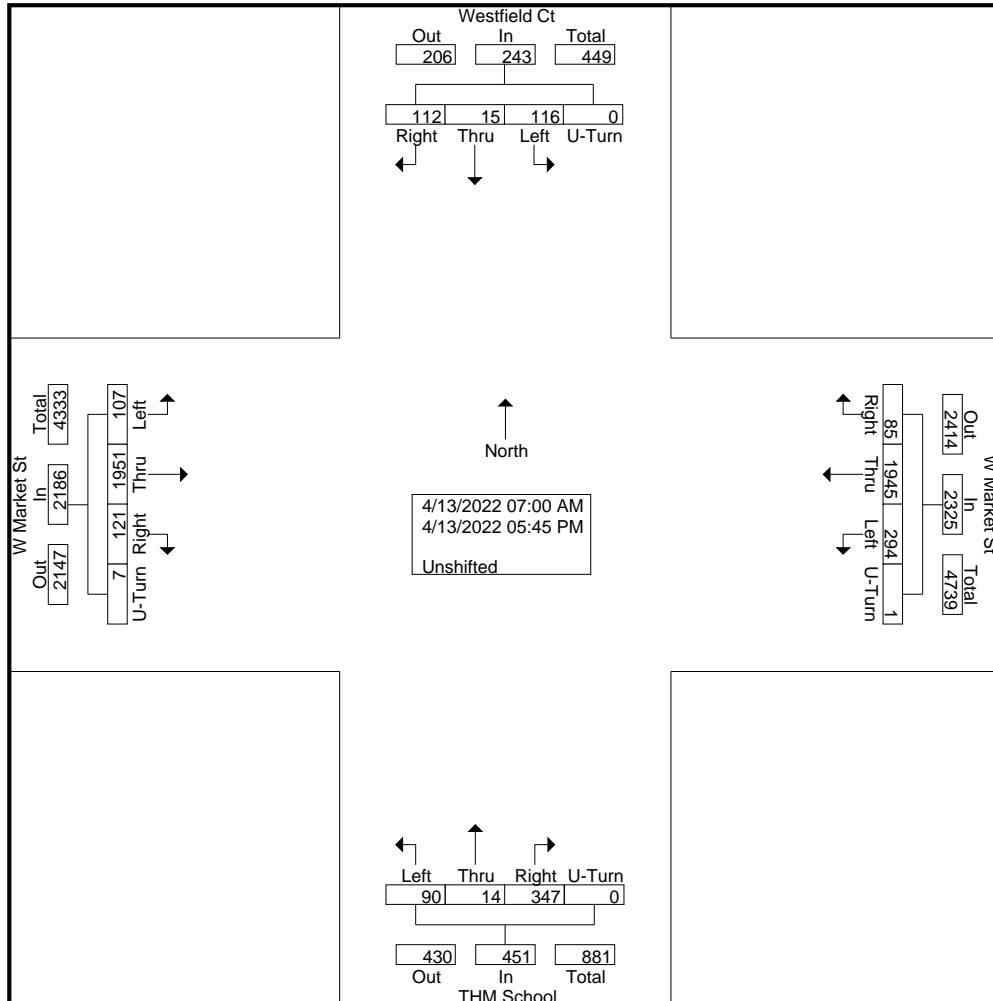 Westfield Ct
Out In Total
206 243 449
112 15 116 0
Right Thru Left U-Turn
W Market St
Total In Out
4333 2186 2147
107 1951 121 7
Left Thru Right U-Turn
North
4/13/2022 07:00 AM
4/13/2022 05:45 PM
Unshifted
W Market St
Out In Total
2414 2325 4739
85 1945 294 1
Right Thru Left U-Turn
Left Thru Right U-Turn
90 14 347 0
430 451 881
Out In Total
THM School